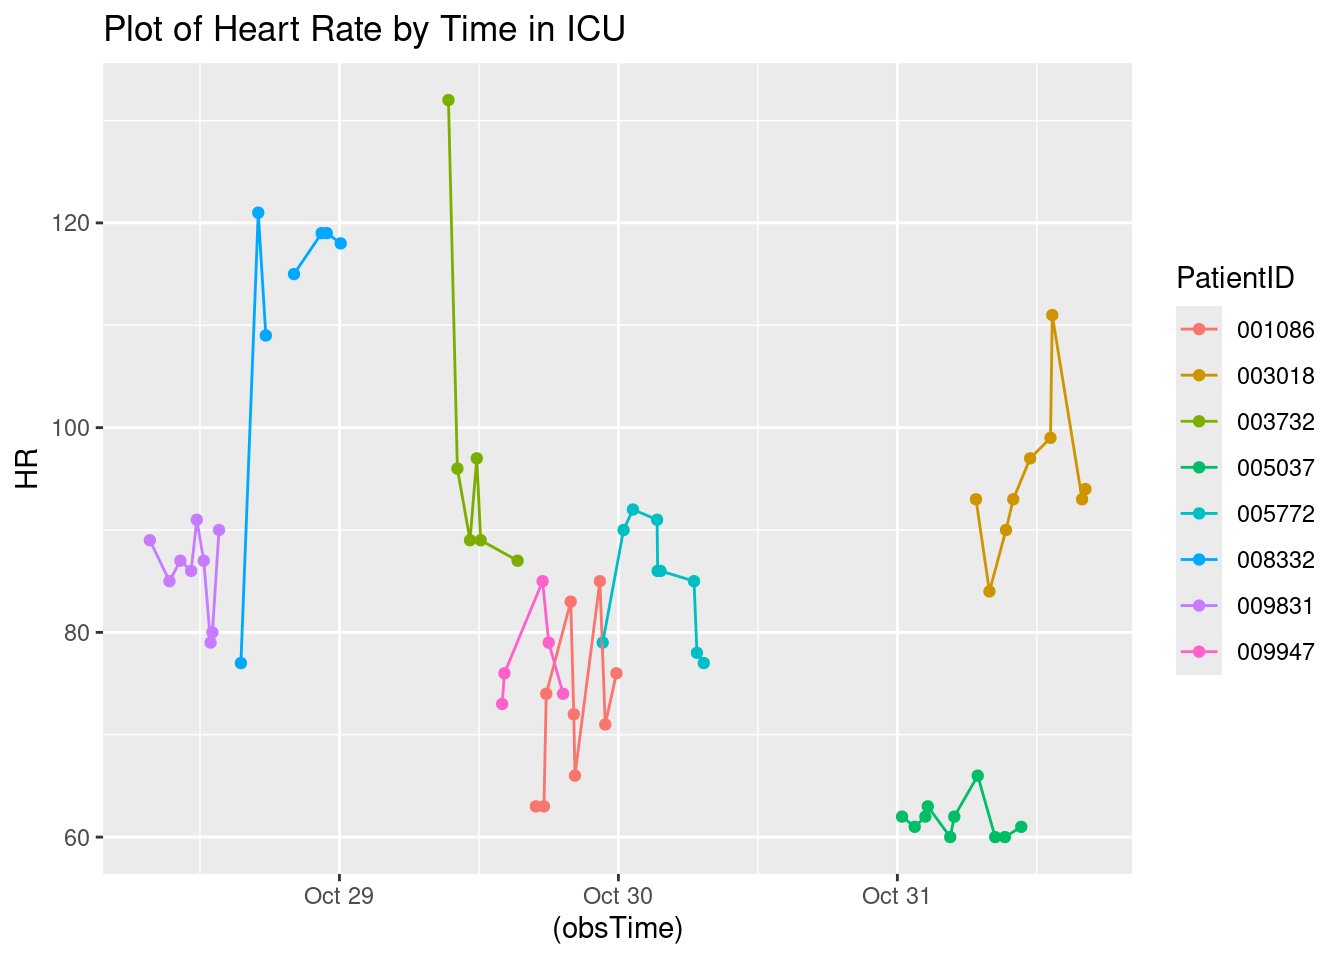 Plot of Heart Rate by Time in ICU
HR
120
100
80
60
Oct 29
Oct 30
Oct 31
(obsTime)
PatientID
001086
003018
003732
005037
005772
008332
009831
009947